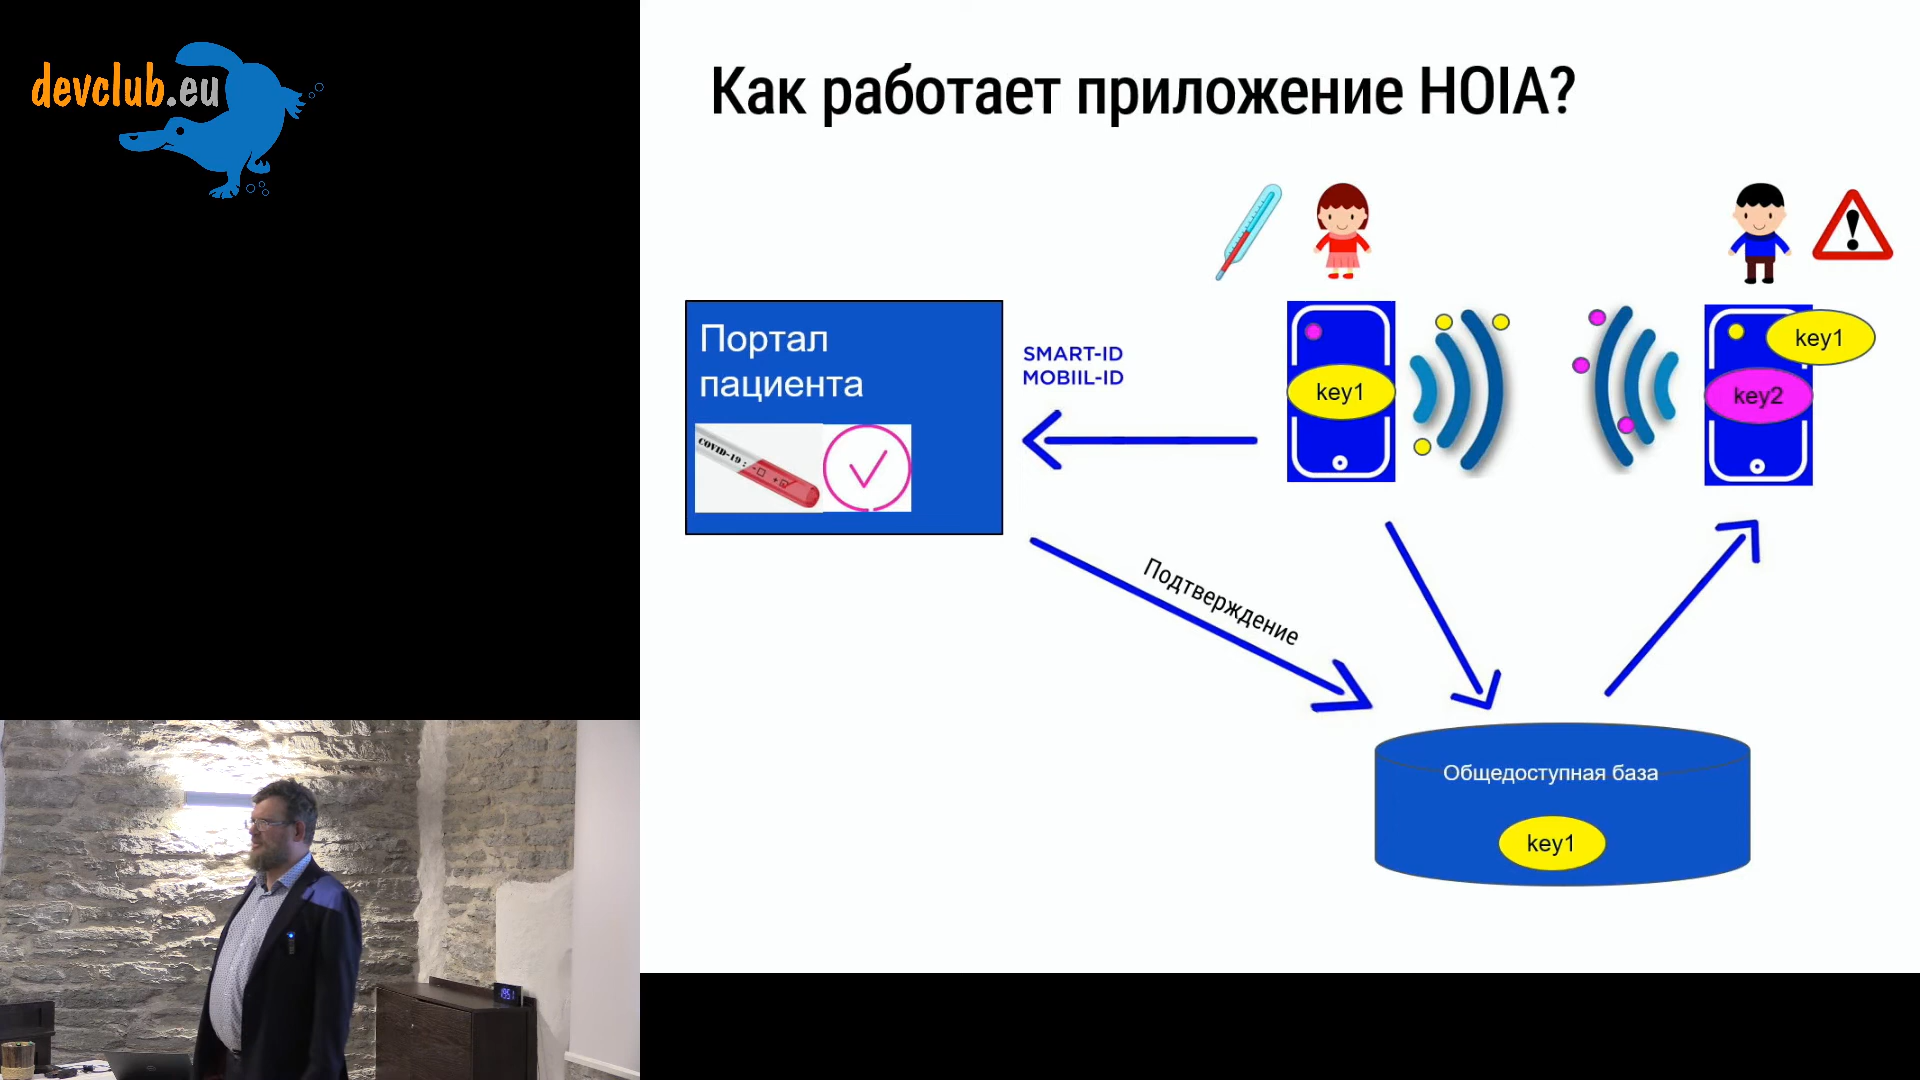 devclub.eu
Как работает приложение HOIA?
Портал
пациента
COVID-19:
SMART-ID
MOBIIL-ID
key1
key1
key2
Подтверждение
Общедоступная база
key1